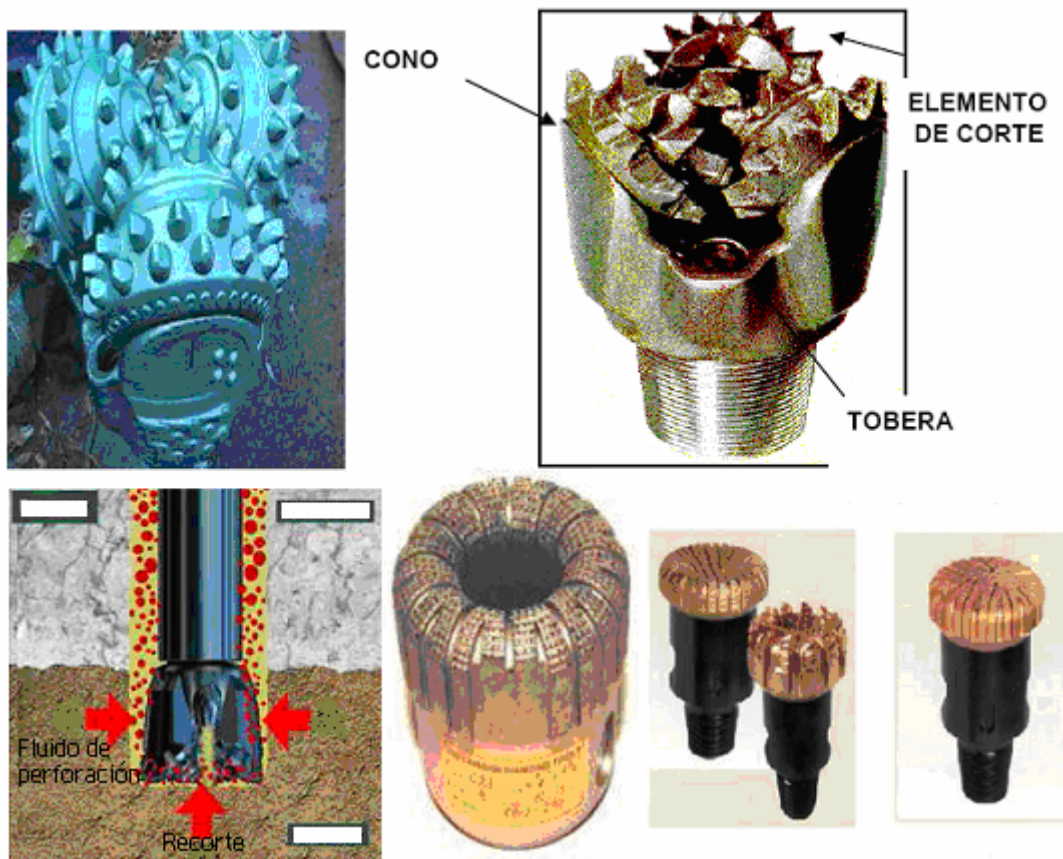 CONO
ELEMENTO
DE CORTE
TOBERA
Fluido de
perforación
Recorte